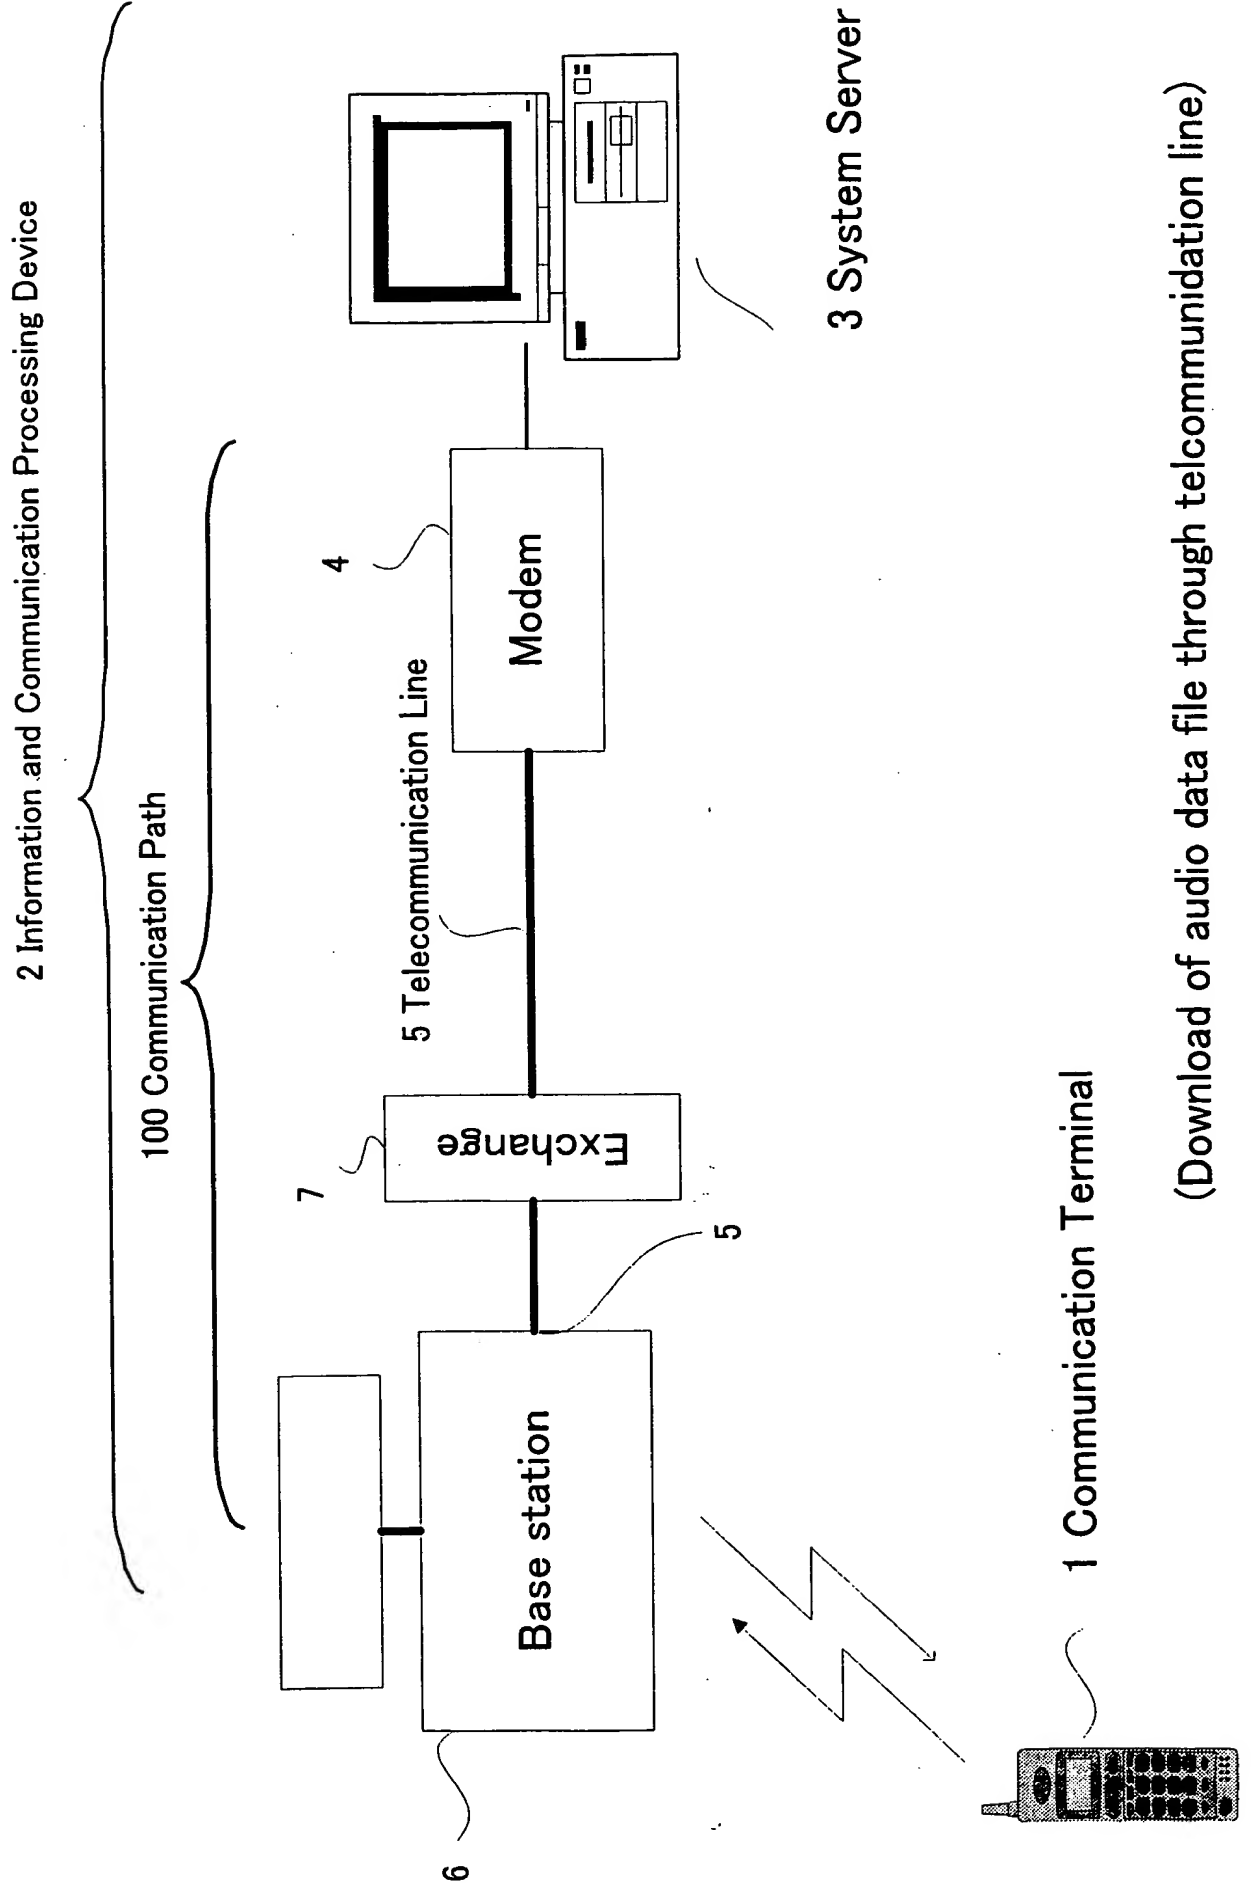 2 Information and Communication Processing Device
100 Communication Path
7
5 Telecommunication Line
4
Exchange
Modem
Base station
6
5
3 System Server
1 Communication Terminal
(Download of audio data file through telcommunidation line)